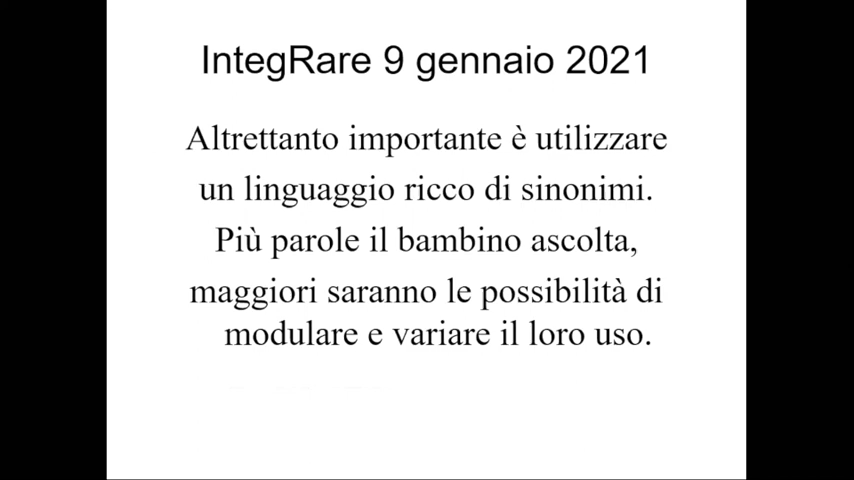 IntegRare 9 gennaio 2021
Altrettanto importante è utilizzare
un linguaggio ricco di sinonimi.
Più parole il bambino ascolta,
maggiori saranno le possibilità di
modulare e variare il loro uso.